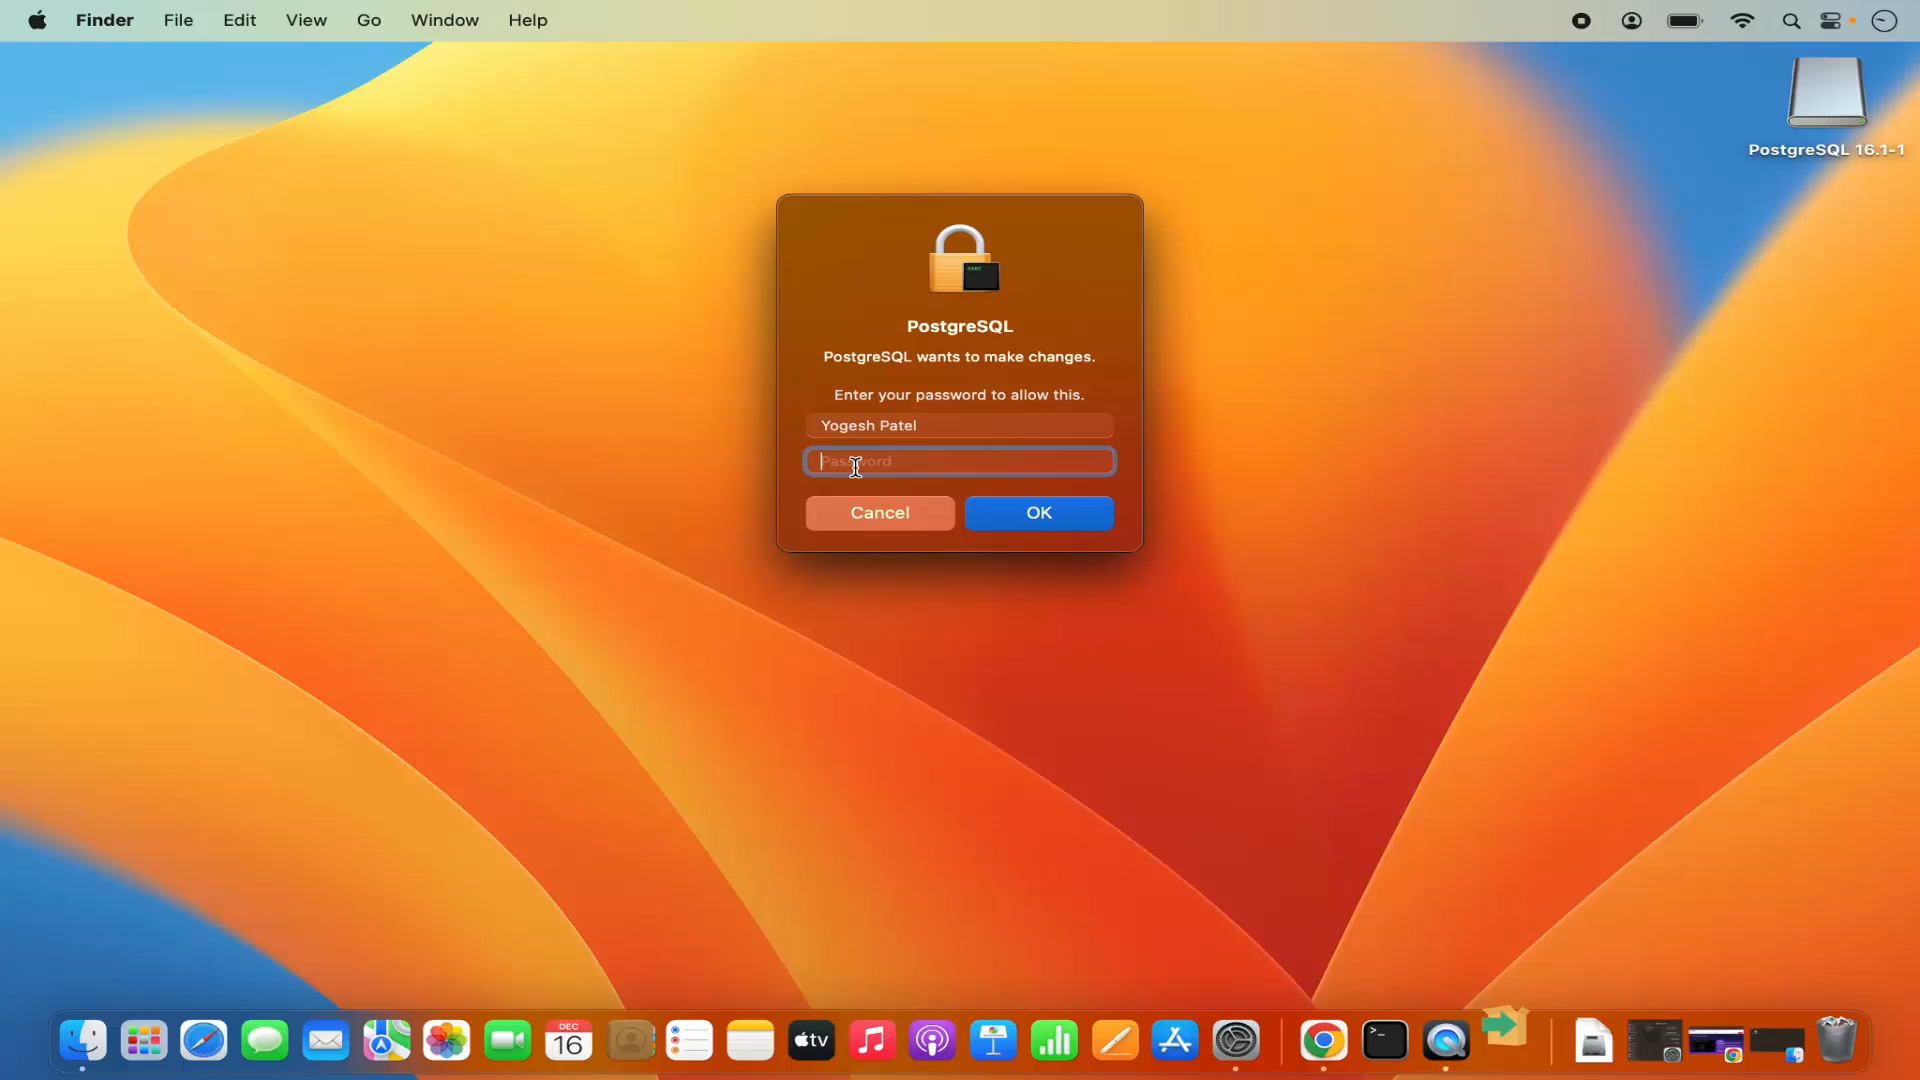 Finder File Edit View Go Window Help
PostgreSQL 16.1-1
PostgreSQL
PostgreSQL wants to make changes.
Enter your password to allow this.
Yogesh Patel
Password
Cancel OK
DEC
16
tv
>_